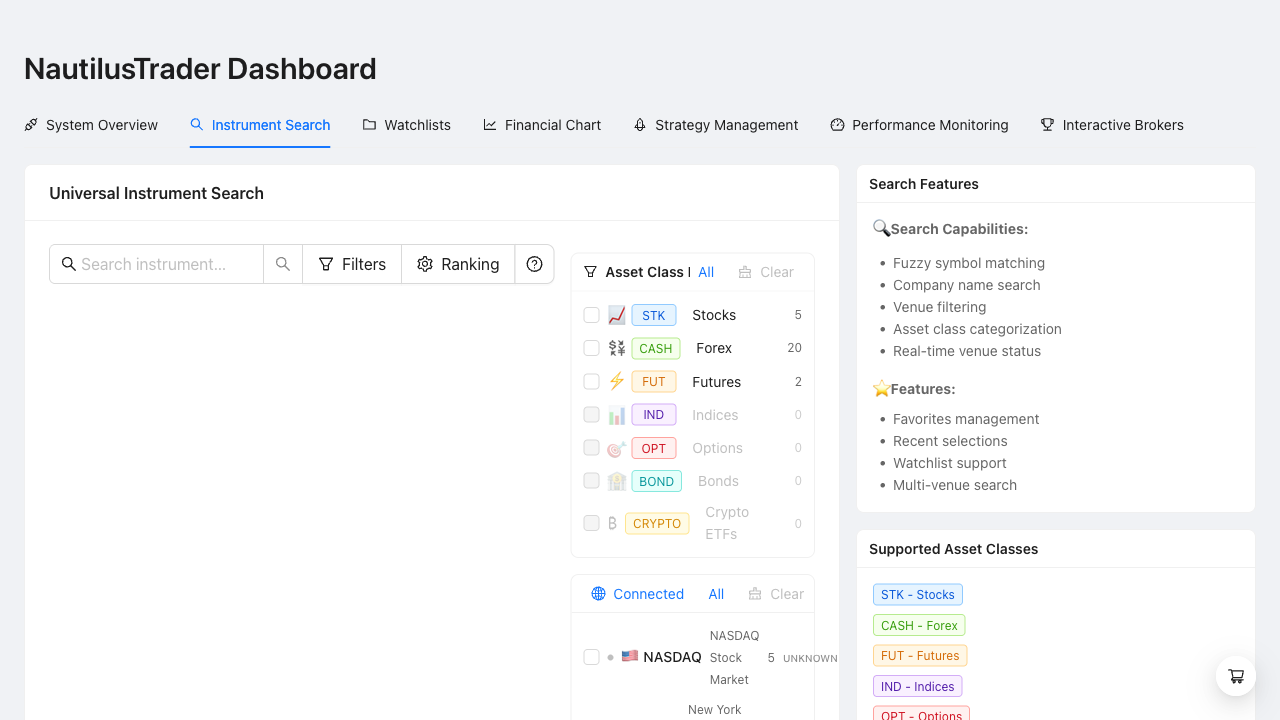 NautilusTrader Dashboard
System Overview
Instrument Search
Watchlists
Financial Chart
Strategy Management
Performance Monitoring
Interactive Brokers
Universal Instrument Search
Search instrument...
Filters
Ranking
Asset Class
All
Clear
STK Stocks 5
CASH Forex 20
FUT Futures 2
IND Indices 0
OPT Options 0
BOND Bonds 0
CRYPTO Crypto
ETFs 0
Connected
All
Clear
NASDAQ
NASDAQ
Stock
Market
5 UNKNOWN
New York
Search Features
Search Capabilities:
• Fuzzy symbol matching
• Company name search
• Venue filtering
• Asset class categorization
• Real-time venue status
Features:
• Favorites management
• Recent selections
• Watchlist support
• Multi-venue search
Supported Asset Classes
STK - Stocks
CASH - Forex
FUT - Futures
IND - Indices
OPT - Options